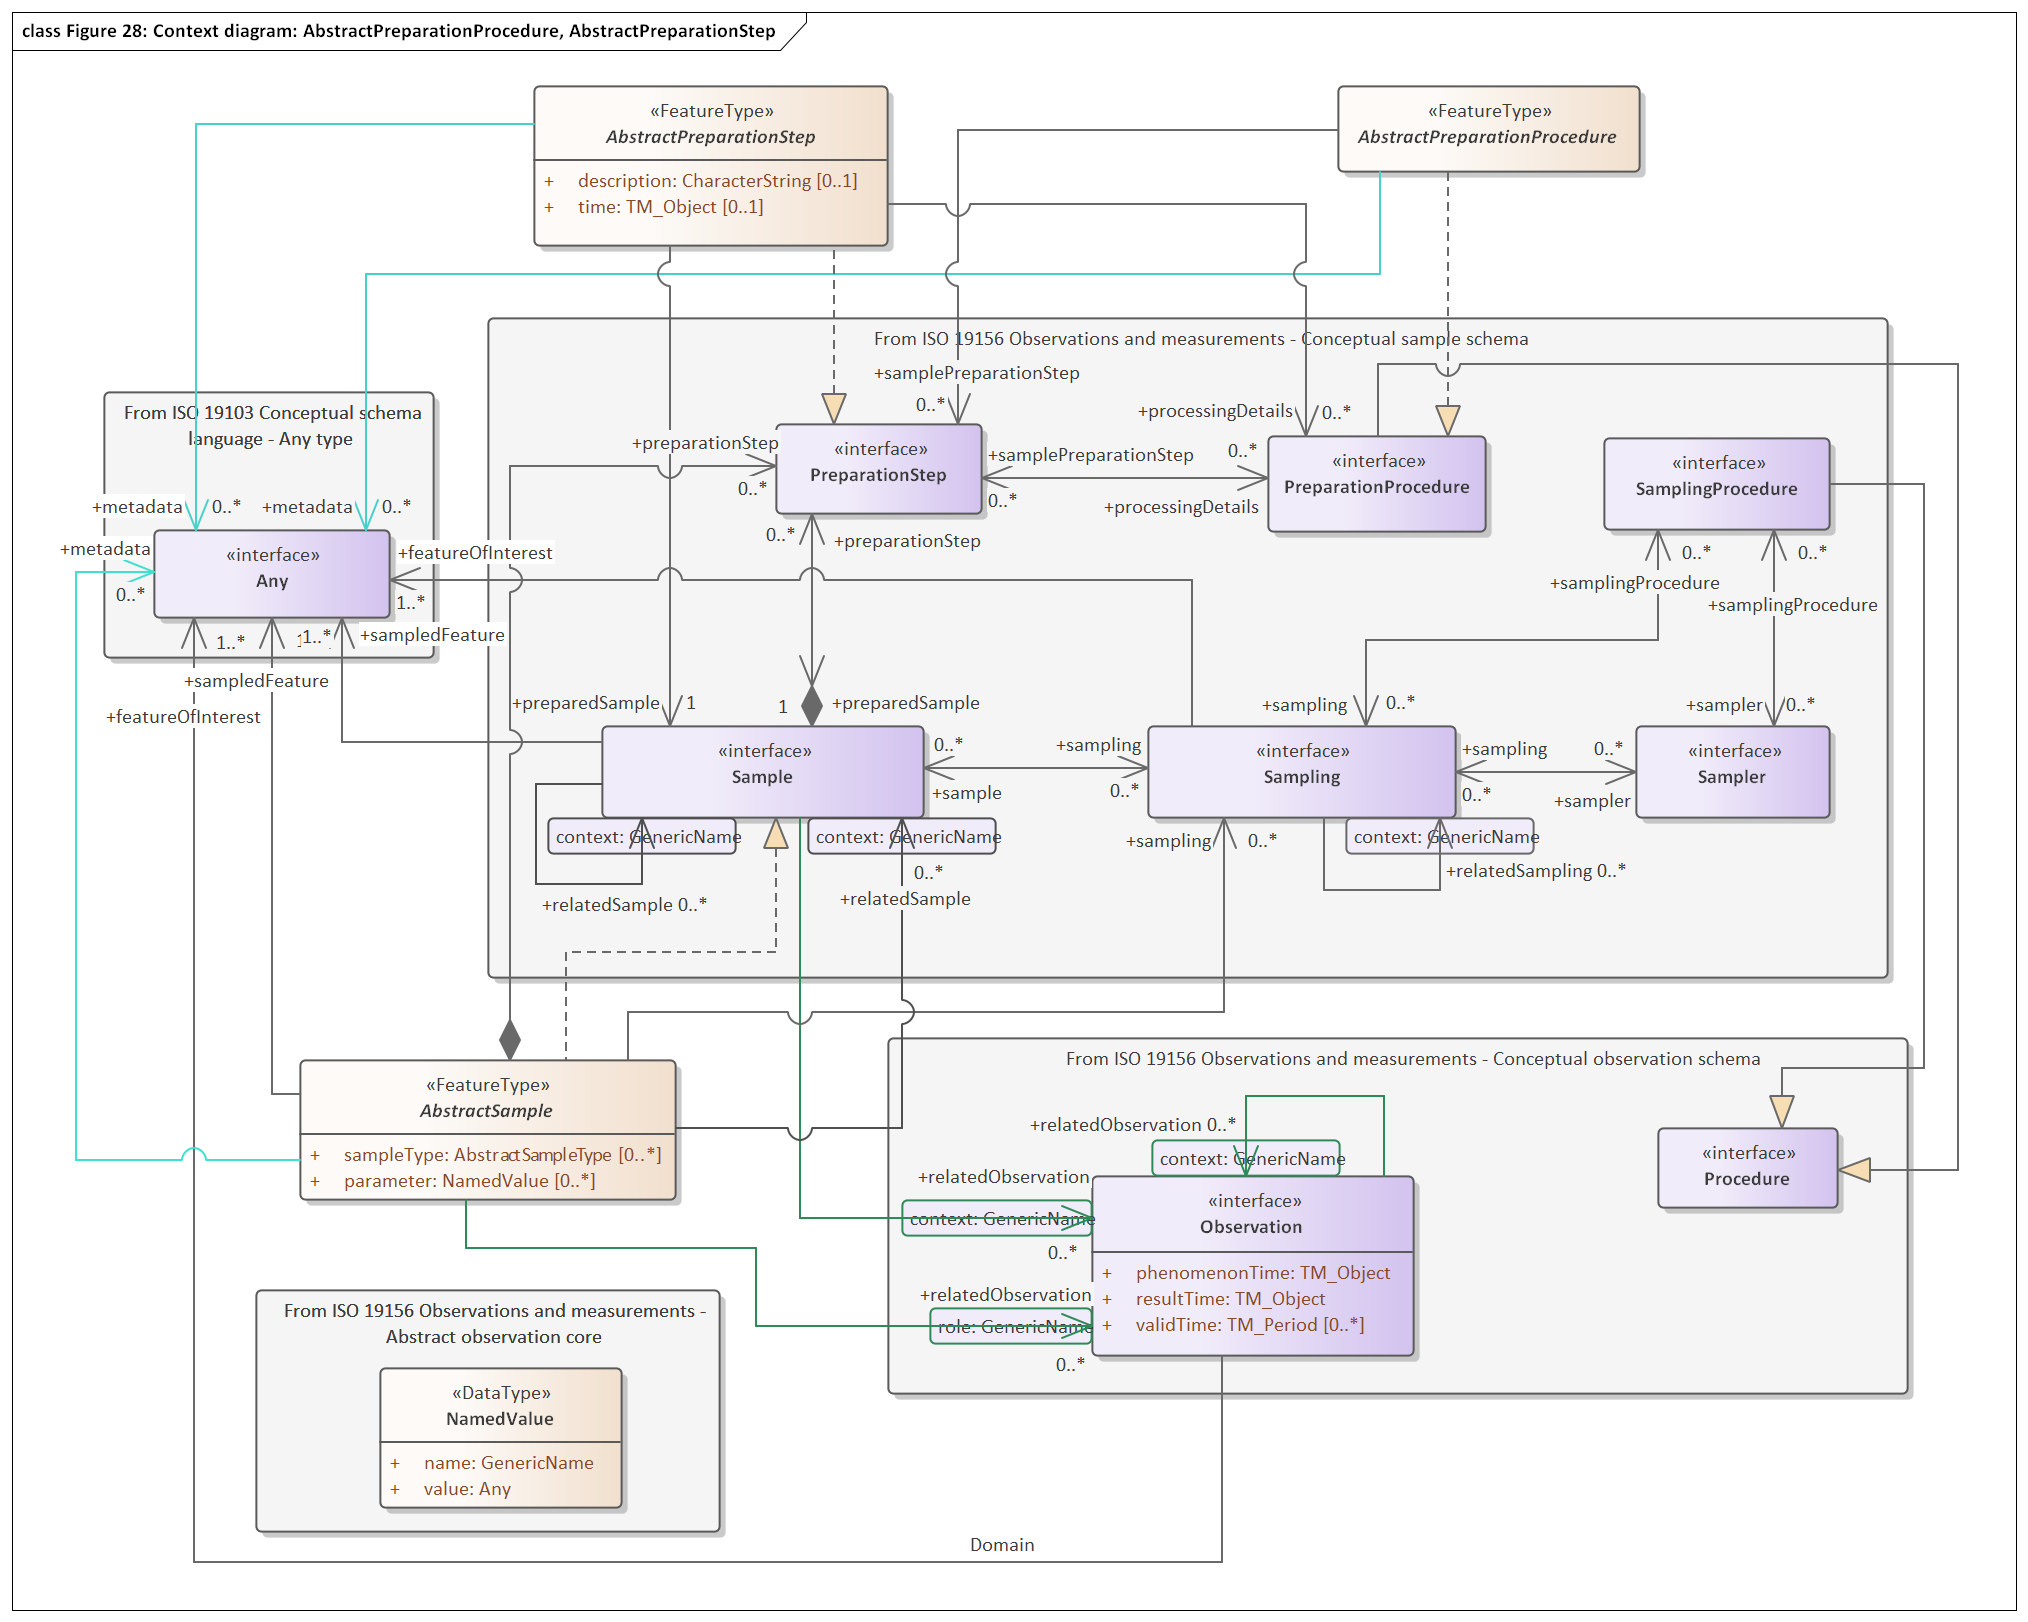 class Figure 28: Context diagram: AbstractPreparationProcedure, AbstractPreparationStep
«FeatureType»
AbstractPreparationStep
+ description: CharacterString [0..1]
+ time: TM_Object [0..1]
«FeatureType»
AbstractPreparationProcedure
From ISO 19156 Observations and measurements - Conceptual sample schema
+samplePreparationStep
0..*
+processingDetails
0..*
From ISO 19103 Conceptual schema
language - Any type
+preparationStep
0..*
«interface»
PreparationStep
+samplePreparationStep
0..*
0..*
+processingDetails
«interface»
PreparationProcedure
«interface»
SamplingProcedure
+metadata
0..*
+metadata
0..*
+metadata
0..*
«interface»
Any
+featureOfInterest
1..*
0..*
+preparationStep
0..*
+samplingProcedure
0..*
+samplingProcedure
1..*
1..*
+sampledFeature
+sampledFeature
+featureOfInterest
+preparedSample
1
1
+preparedSample
+sampling
0..*
+sampler
0..*
«interface»
Sample
0..*
+sample
+sampling
0..*
«interface»
Sampling
+sampling
0..*
0..*
+sampler
«interface»
Sampler
context: GenericName
context: GenericName
+sampling
0..*
context: GenericName
+relatedSampling 0..*
0..*
+relatedSample
+relatedSample 0..*
«FeatureType»
AbstractSample
+ sampleType: AbstractSampleType [0..*]
+ parameter: NamedValue [0..*]
From ISO 19156 Observations and measurements - Conceptual observation schema
+relatedObservation 0..*
context: GenericName
+relatedObservation
context: GenericName
0..*
«interface»
Observation
+ phenomenonTime: TM_Object
+ resultTime: TM_Object
+ validTime: TM_Period [0..*]
«interface»
Procedure
+relatedObservation
role: GenericName
0..*
From ISO 19156 Observations and measurements -
Abstract observation core
«DataType»
NamedValue
+ name: GenericName
+ value: Any
Domain